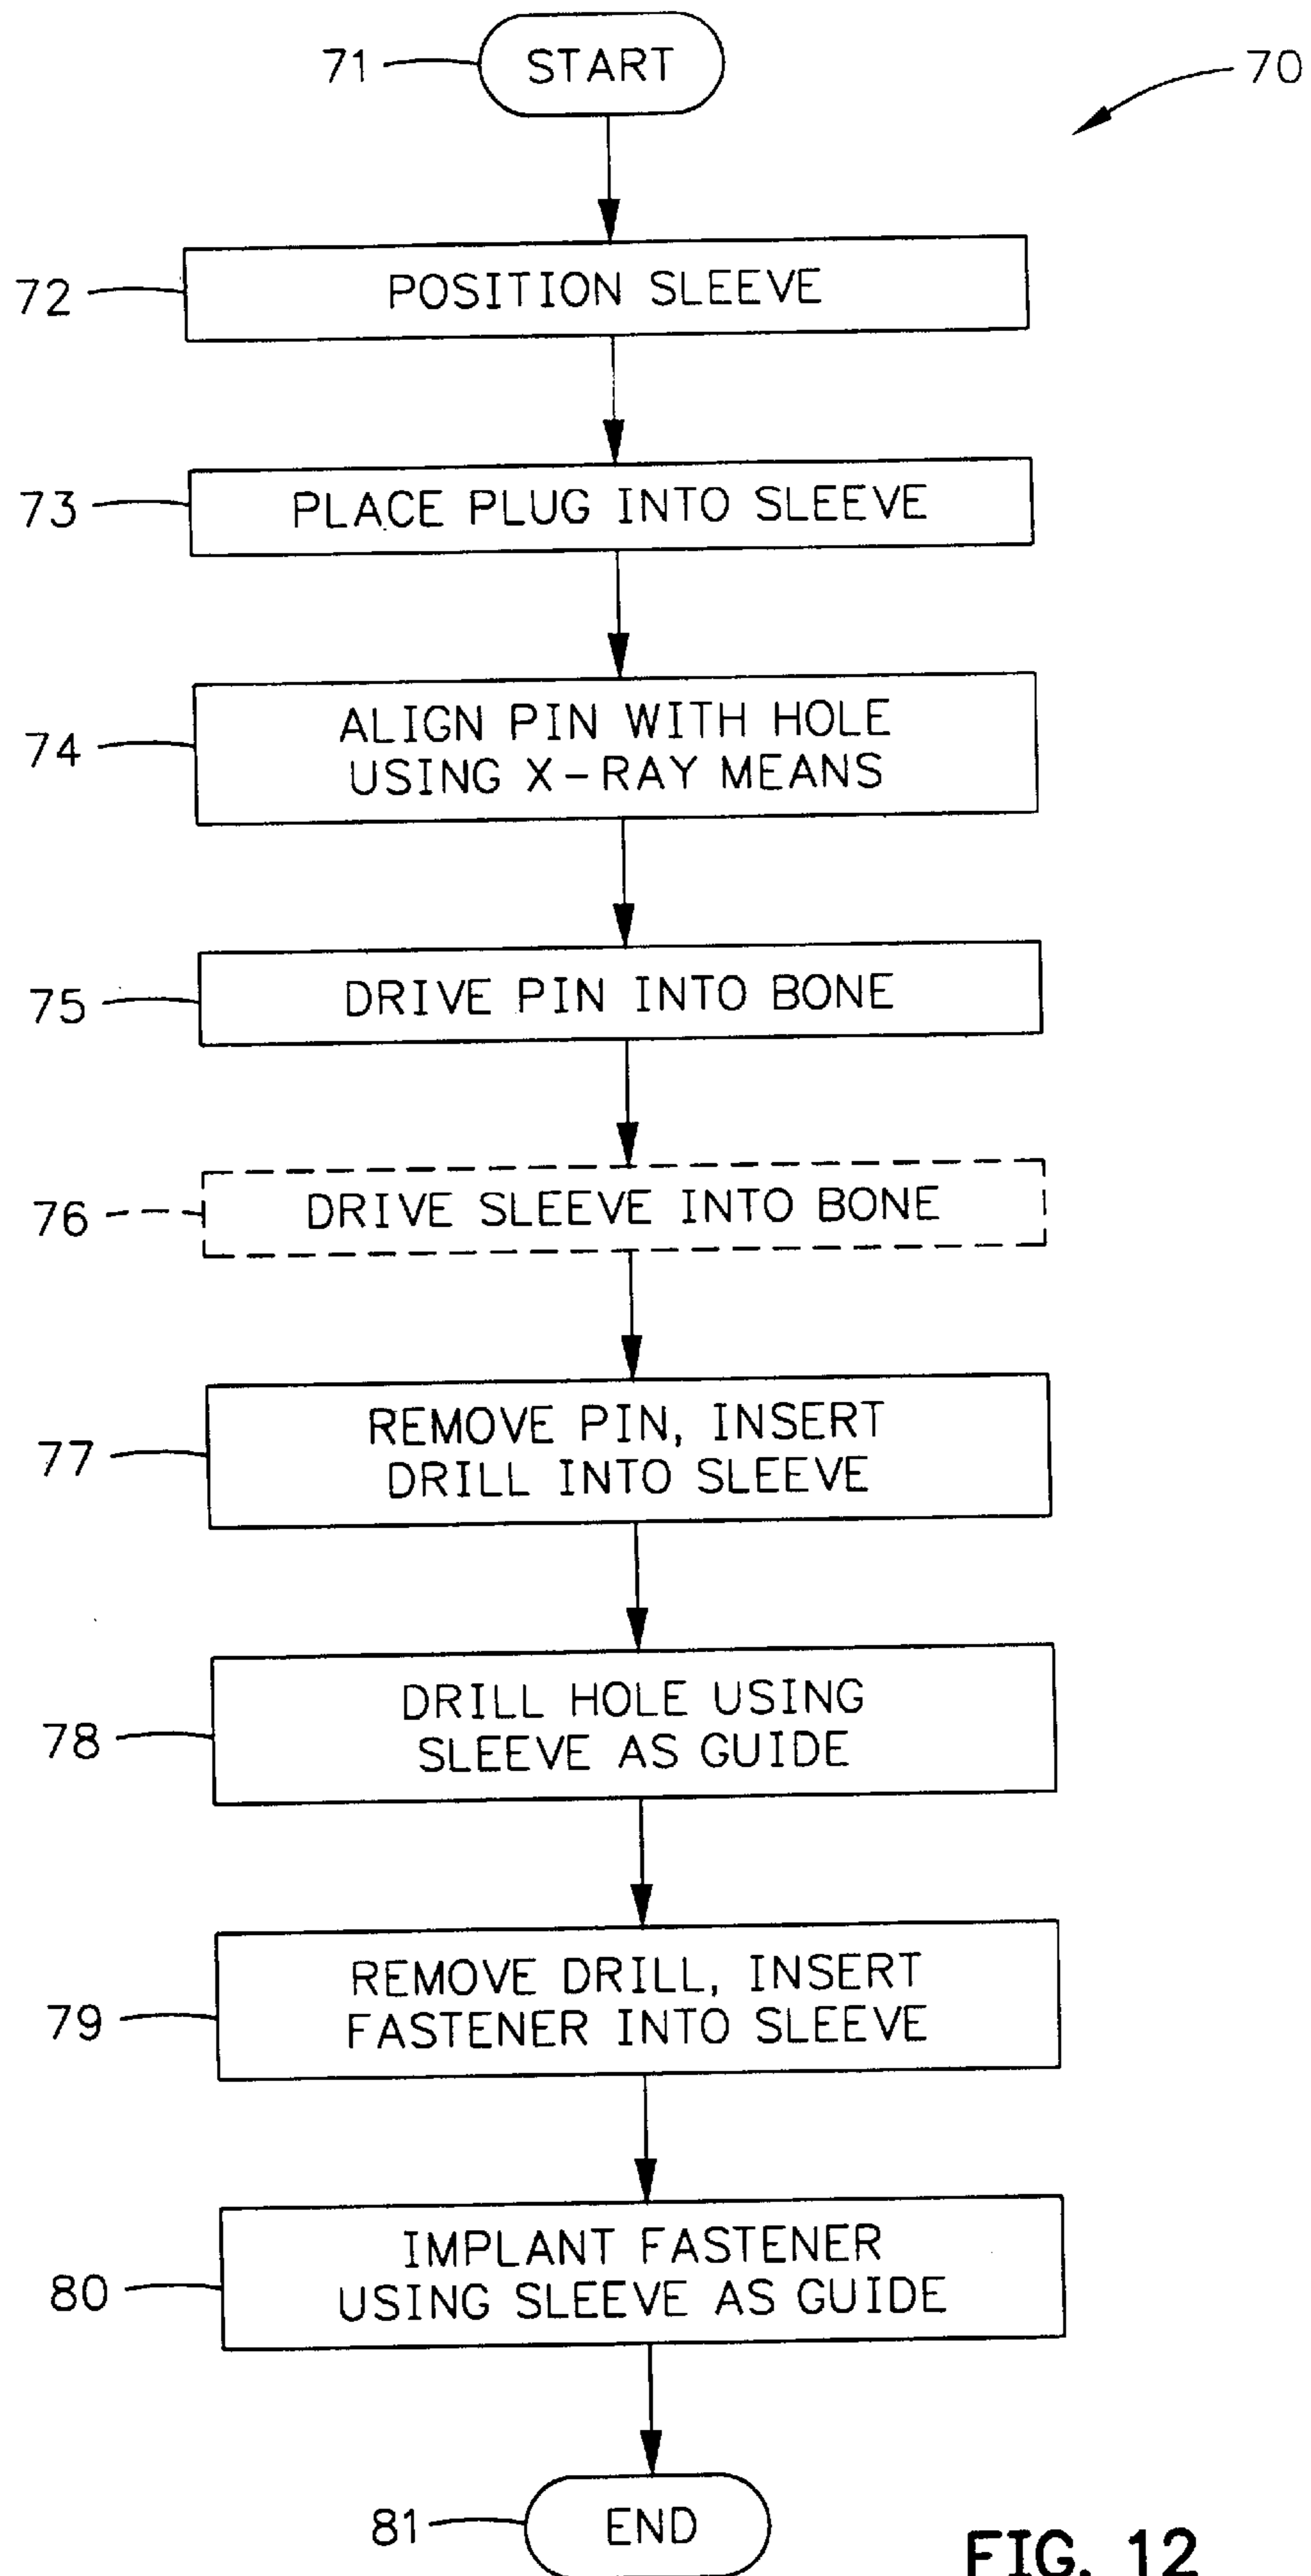 71 START
70
72 POSITION SLEEVE
73 PLACE PLUG INTO SLEEVE
74 ALIGN PIN WITH HOLE
USING X-RAY MEANS
75 DRIVE PIN INTO BONE
76 DRIVE SLEEVE INTO BONE
77 REMOVE PIN, INSERT
DRILL INTO SLEEVE
78 DRILL HOLE USING
SLEEVE AS GUIDE
79 REMOVE DRILL, INSERT
FASTENER INTO SLEEVE
80 IMPLANT FASTENER
USING SLEEVE AS GUIDE
81 END
FIG. 12